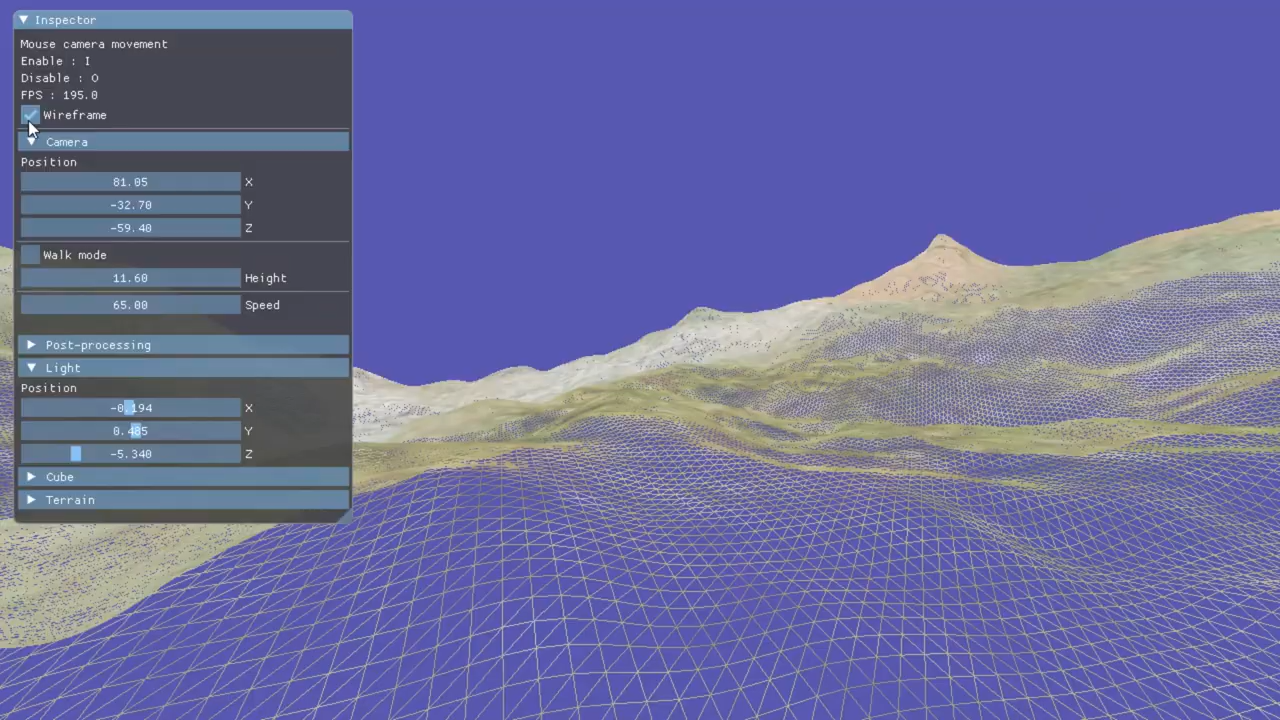 Inspector
Mouse camera movement
Enable : I
Disable : O
FPS : 195.0
Wireframe
Camera
Position
81.05 X
-32.70 Y
-59.40 Z
Walk mode
11.60 Height
65.00 Speed
Post-processing
Light
Position
-0.194 X
0.485 Y
-5.340 Z
Cube
Terrain